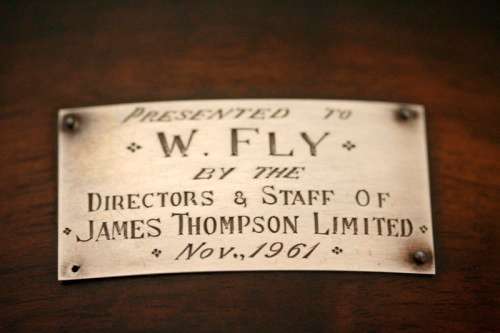 PRESENTED TO
W. FLY
BY THE
DIRECTORS & STAFF OF
JAMES THOMPSON LIMITED
Nov., 1961